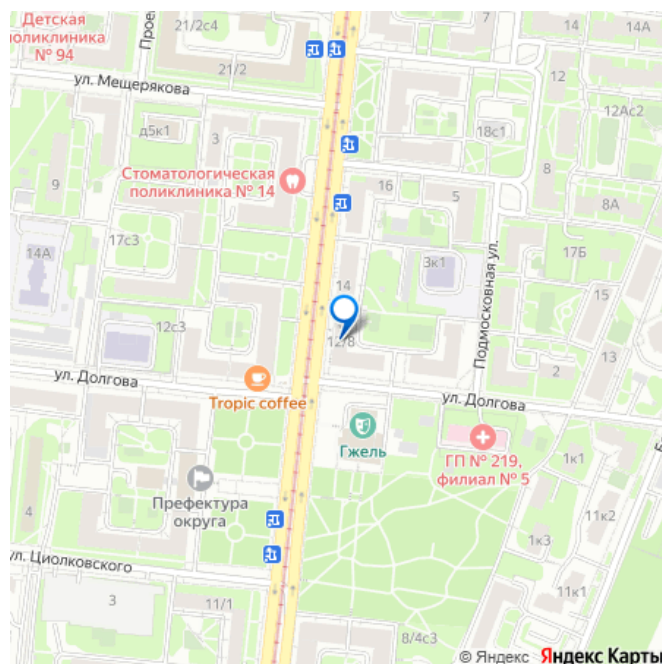 Детская
поликлиника
№ 94
Прое
21/2с4
21/2
14
14А
12
12Ас2
ул. Мещерякова
д5к1
18с1
Стоматологическая
поликлиника № 14
9
16
5
8
8А
17с3
14А
3к1
17Б
Подмосковная ул.
14
15
12с3
12/8
13
2
ул. Долгова
Tropic coffee
ул. Долгова
Гжель
ГП № 219,
филиал № 5
1к1
Префектура
округа
4
11к2
1к3
ул. Циолковского
3
11/1
11к1
8/4с3
© Яндекс Яндекс Карты